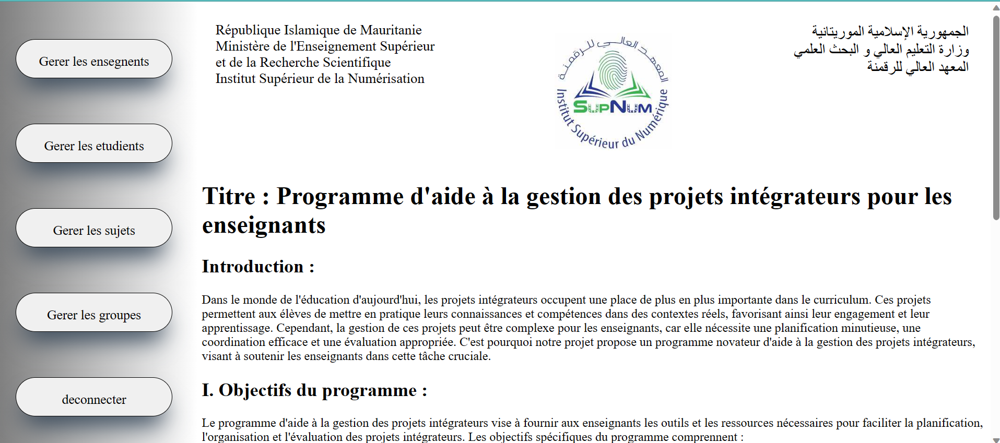 Gerer les ensegnents
Gerer les etudients
Gerer les sujets
Gerer les groupes
deconnecter
République Islamique de Mauritanie
Ministère de l'Enseignement Supérieur
et de la Recherche Scientifique
Institut Supérieur de la Numérisation
المعهد العالي للرقمنة
SupNum
Institut Supérieur du Numérique
الجمهورية الإسلامية الموريتانية
وزارة التعليم العالي و البحث العلمي
المعهد العالي للرقمنة
Titre : Programme d'aide à la gestion des projets intégrateurs pour les
enseignants
Introduction :
Dans le monde de l'éducation d'aujourd'hui, les projets intégrateurs occupent une place de plus en plus importante dans le curriculum. Ces projets
permettent aux élèves de mettre en pratique leurs connaissances et compétences dans des contextes réels, favorisant ainsi leur engagement et leur
apprentissage. Cependant, la gestion de ces projets peut être complexe pour les enseignants, car elle nécessite une planification minutieuse, une
coordination efficace et une évaluation appropriée. C'est pourquoi notre projet propose un programme novateur d'aide à la gestion des projets intégrateurs,
visant à soutenir les enseignants dans cette tâche cruciale.
I. Objectifs du programme :
Le programme d'aide à la gestion des projets intégrateurs vise à fournir aux enseignants les outils et les ressources nécessaires pour faciliter la planification,
l'organisation et l'évaluation des projets intégrateurs. Les objectifs spécifiques du programme comprennent :